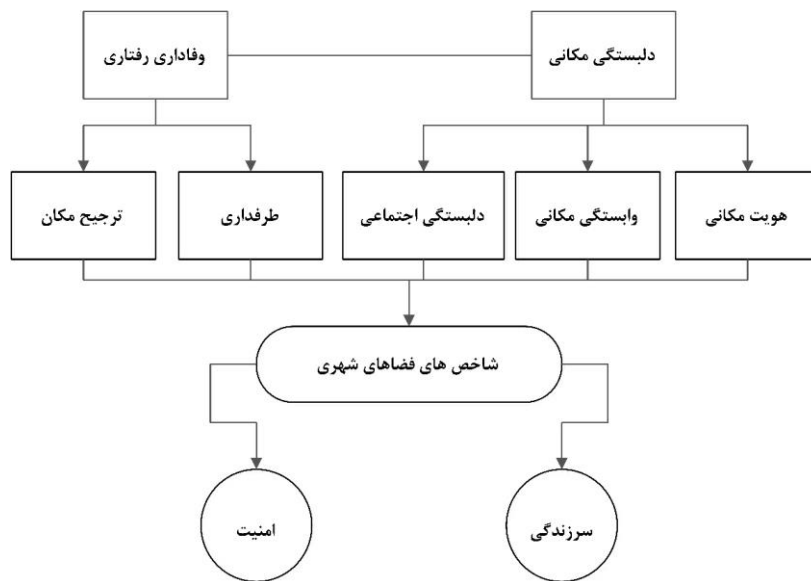 دلبستگی مکانی
وفاداری رفتاری
هویت مکانی
وابستگی مکانی
دلبستگی اجتماعی
طرفداری
ترجیح مکان
شاخص های فضاهای شهری
سرزندگی
امنیت